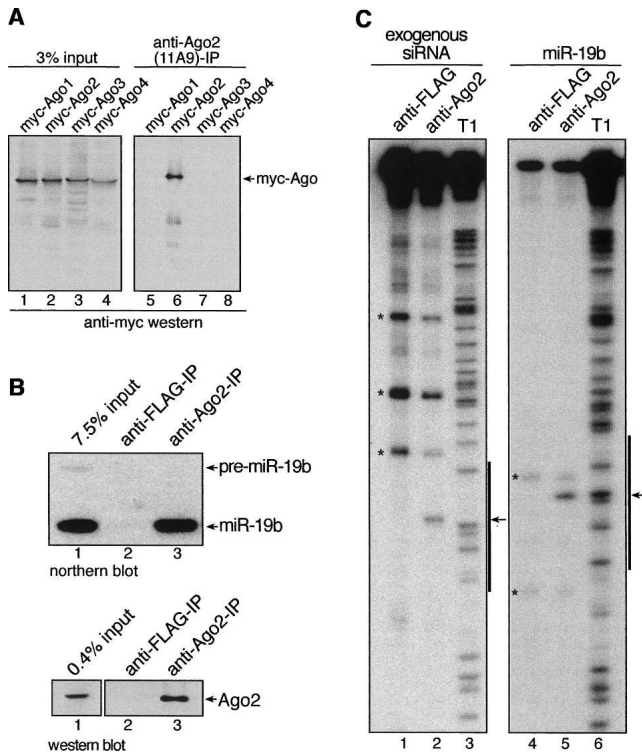 A
3% input
anti-Ago2
(11A9)-IP
myc-Ago1
myc-Ago2
myc-Ago3
myc-Ago4
myc-Ago1
myc-Ago2
myc-Ago3
myc-Ago4
myc-Ago
1 2 3 4 5 6 7 8
anti-myc western
B
7.5% input
anti-FLAG-IP
anti-Ago2-IP
pre-miR-19b
miR-19b
1 2 3
northern blot
0.4% input
anti-FLAG-IP
anti-Ago2-IP
Ago2
1 2 3
western blot
C
exogenous
siRNA
miR-19b
anti-FLAG
anti-Ago2
T1
anti-FLAG
anti-Ago2
T1
*
*
*
*
*
1 2 3 4 5 6